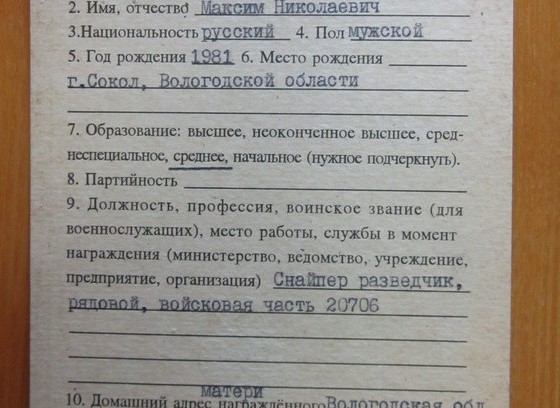 2. Имя, отчество Максим Николаевич
3.Национальность русский 4. Пол мужской
5. Год рождения 1981 6. Место рождения
г.Сокол, Вологодской области
7. Образование: высшее, неоконченное высшее, сред-
неспециальное, среднее, начальное (нужное подчеркнуть).
8. Партийность
9. Должность, профессия, воинское звание (для
военнослужащих), место работы, службы в момент
награждения (министерство, ведомство, учреждение,
предприятие, организация) Снайпер разведчик,
рядовой, войсковая часть 20706
матери
10. Домашний адрес награждённого Вологодская обл